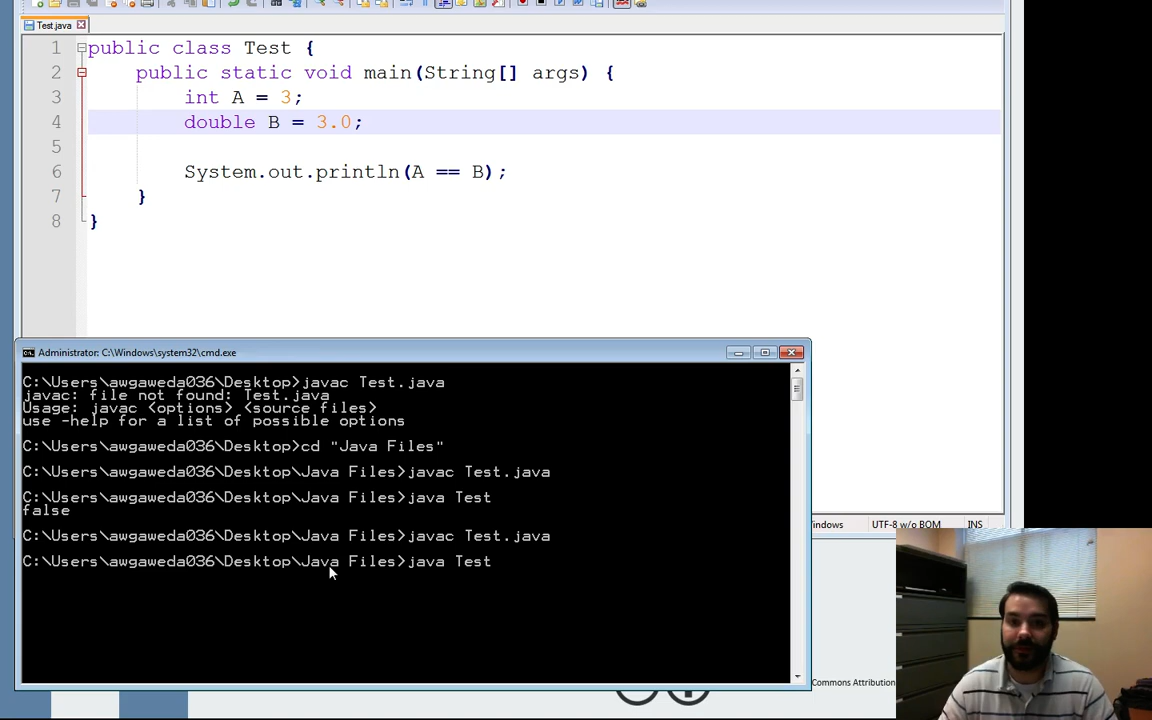 Test.java
1 public class Test {
2 public static void main(String[] args) {
3 int A = 3;
4 double B = 3.0;
5
6 System.out.println(A == B);
7 }
8 }
Administrator: C:\Windows\system32\cmd.exe
C:\Users\awgaweda036\Desktop>javac Test.java
javac: file not found: Test.java
Usage: javac <options> <source files>
use -help for a list of possible options
C:\Users\awgaweda036\Desktop>cd "Java Files"
C:\Users\awgaweda036\Desktop\Java Files>javac Test.java
C:\Users\awgaweda036\Desktop\Java Files>java Test
false
C:\Users\awgaweda036\Desktop\Java Files>javac Test.java
C:\Users\awgaweda036\Desktop\Java Files>java Test
indows UTF-8 w/o BOM INS
Commons Attribution